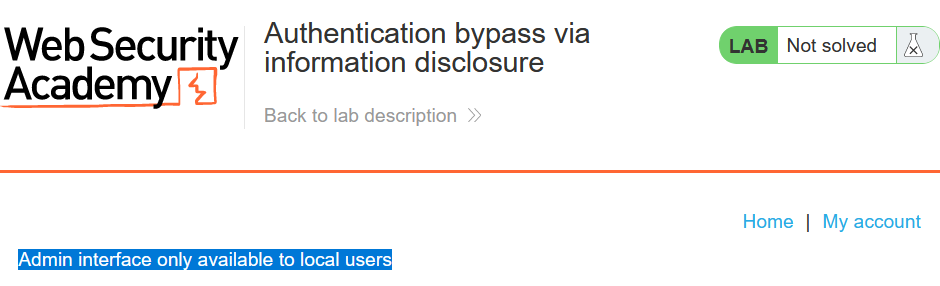 Web Security
Academy
Authentication bypass via
information disclosure
Back to lab description
LAB Not solved
Home | My account
Admin interface only available to local users